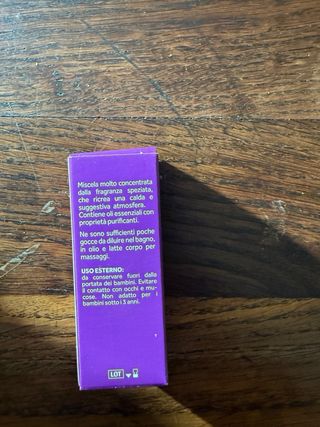 Miscela molto concentrata
dalla fragranza speziata,
che ricrea una calda e
suggestiva atmosfera.
Contiene oli essenziali con
proprietà purificanti.
Ne sono sufficienti poche
gocce da diluire nel bagno,
in olio e latte corpo per
massaggi.
USO ESTERNO:
da conservare fuori dalla
portata dei bambini. Evitare
il contatto con occhi e mu-
cose. Non adatto per i
bambini sotto i 3 anni.
LOT